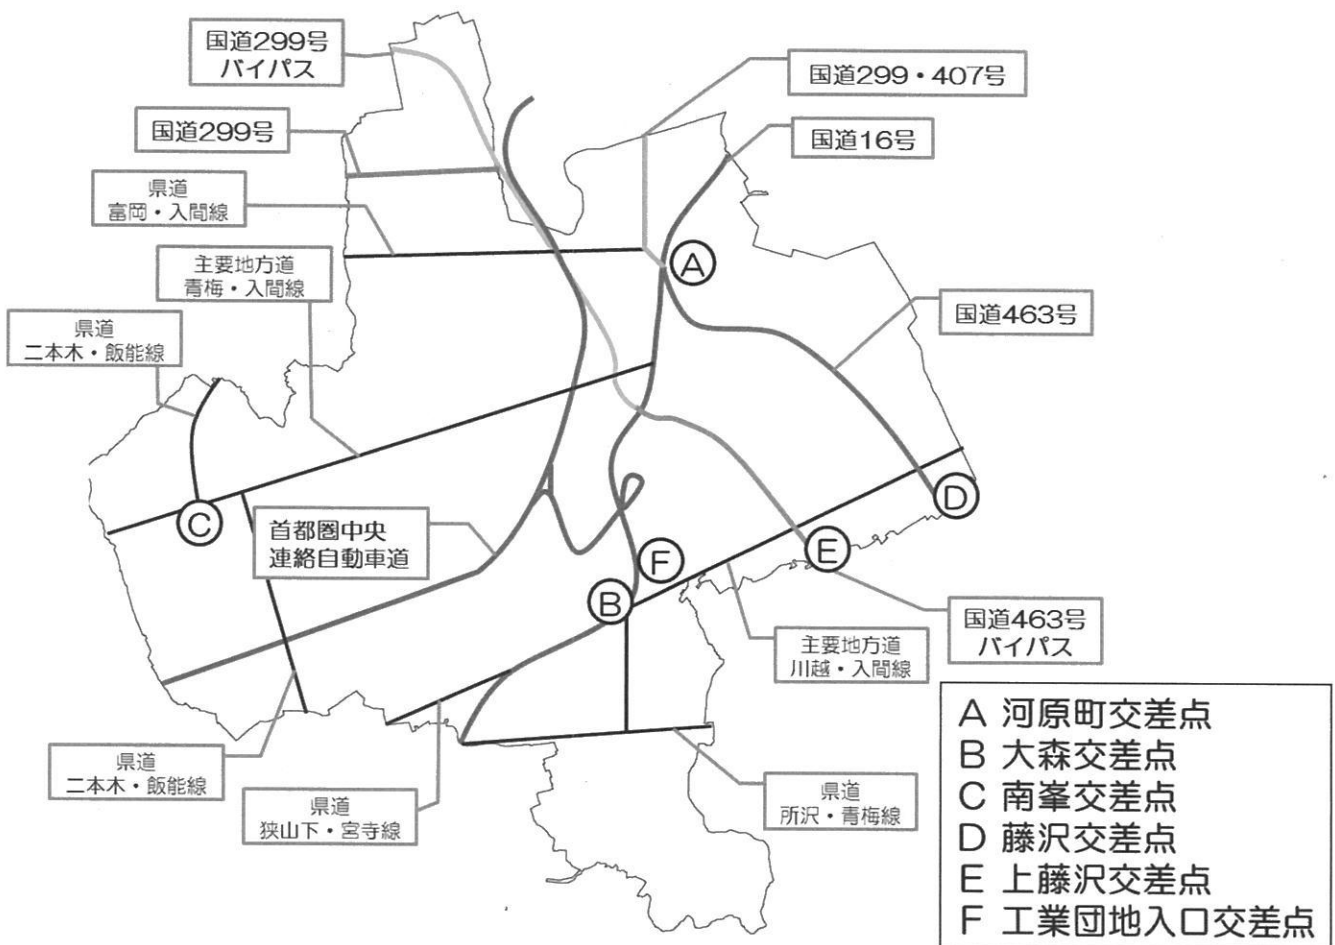 国道299号
バイパス
国道299・407号
国道299号
国道16号
県道
富岡・入間線
主要地方道
青梅・入間線
A
国道463号
県道
二本木・飯能線
C
D
首都圏中央
連絡自動車道
E
F
B
国道463号
バイパス
主要地方道
川越・入間線
県道
二本木・飯能線
県道
狭山下・宮寺線
県道
所沢・青梅線
A 河原町交差点
B 大森交差点
C 南峯交差点
D 藤沢交差点
E 上藤沢交差点
F 工業団地入口交差点